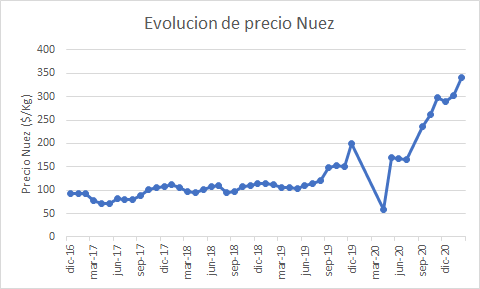 Evolucion de precio Nuez
Precio Nuez ($/Kg)
400
350
300
250
200
150
100
50
0
dic-16
mar-17
jun-17
sep-17
dic-17
mar-18
jun-18
sep-18
dic-18
mar-19
jun-19
sep-19
dic-19
mar-20
jun-20
sep-20
dic-20